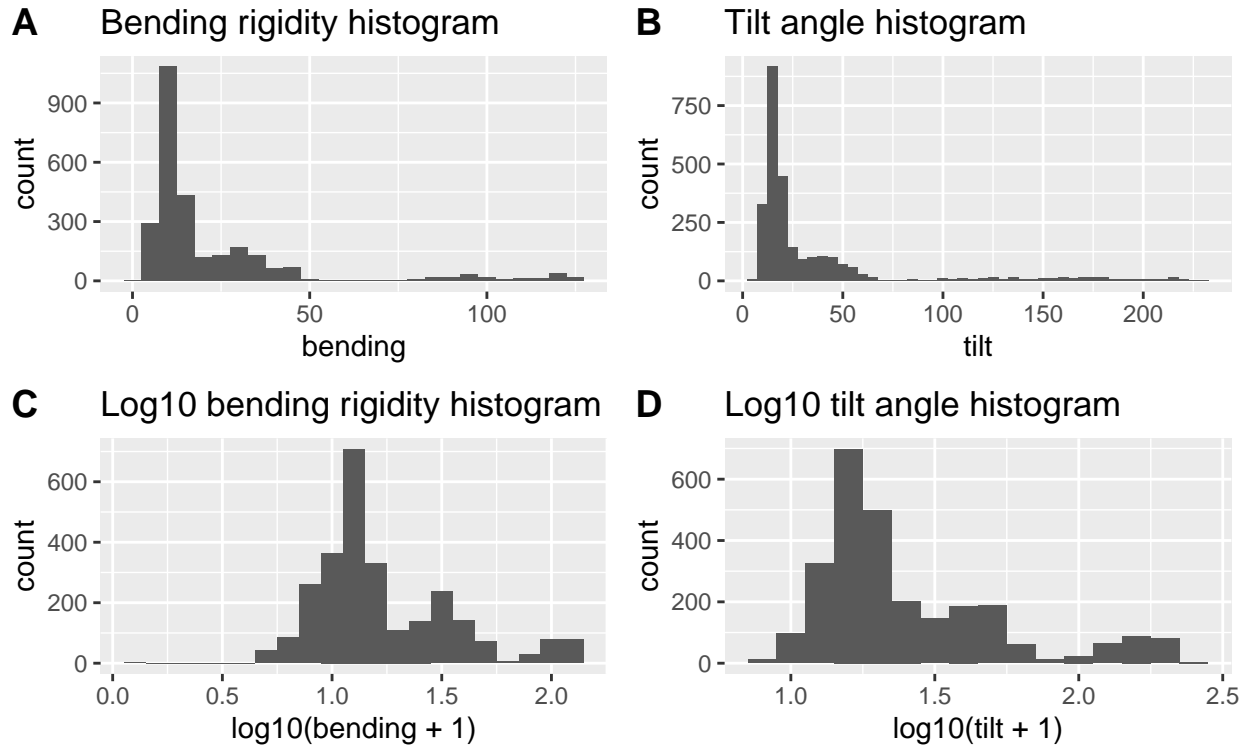 A Bending rigidity histogram
count
900
600
300
0
0 50 100
bending
B Tilt angle histogram
count
750
500
250
0
0 50 100 150 200
tilt
C Log10 bending rigidity histogram
count
600
400
200
0
0.0 0.5 1.0 1.5 2.0
log10(bending + 1)
D Log10 tilt angle histogram
count
600
400
200
0
1.0 1.5 2.0 2.5
log10(tilt + 1)